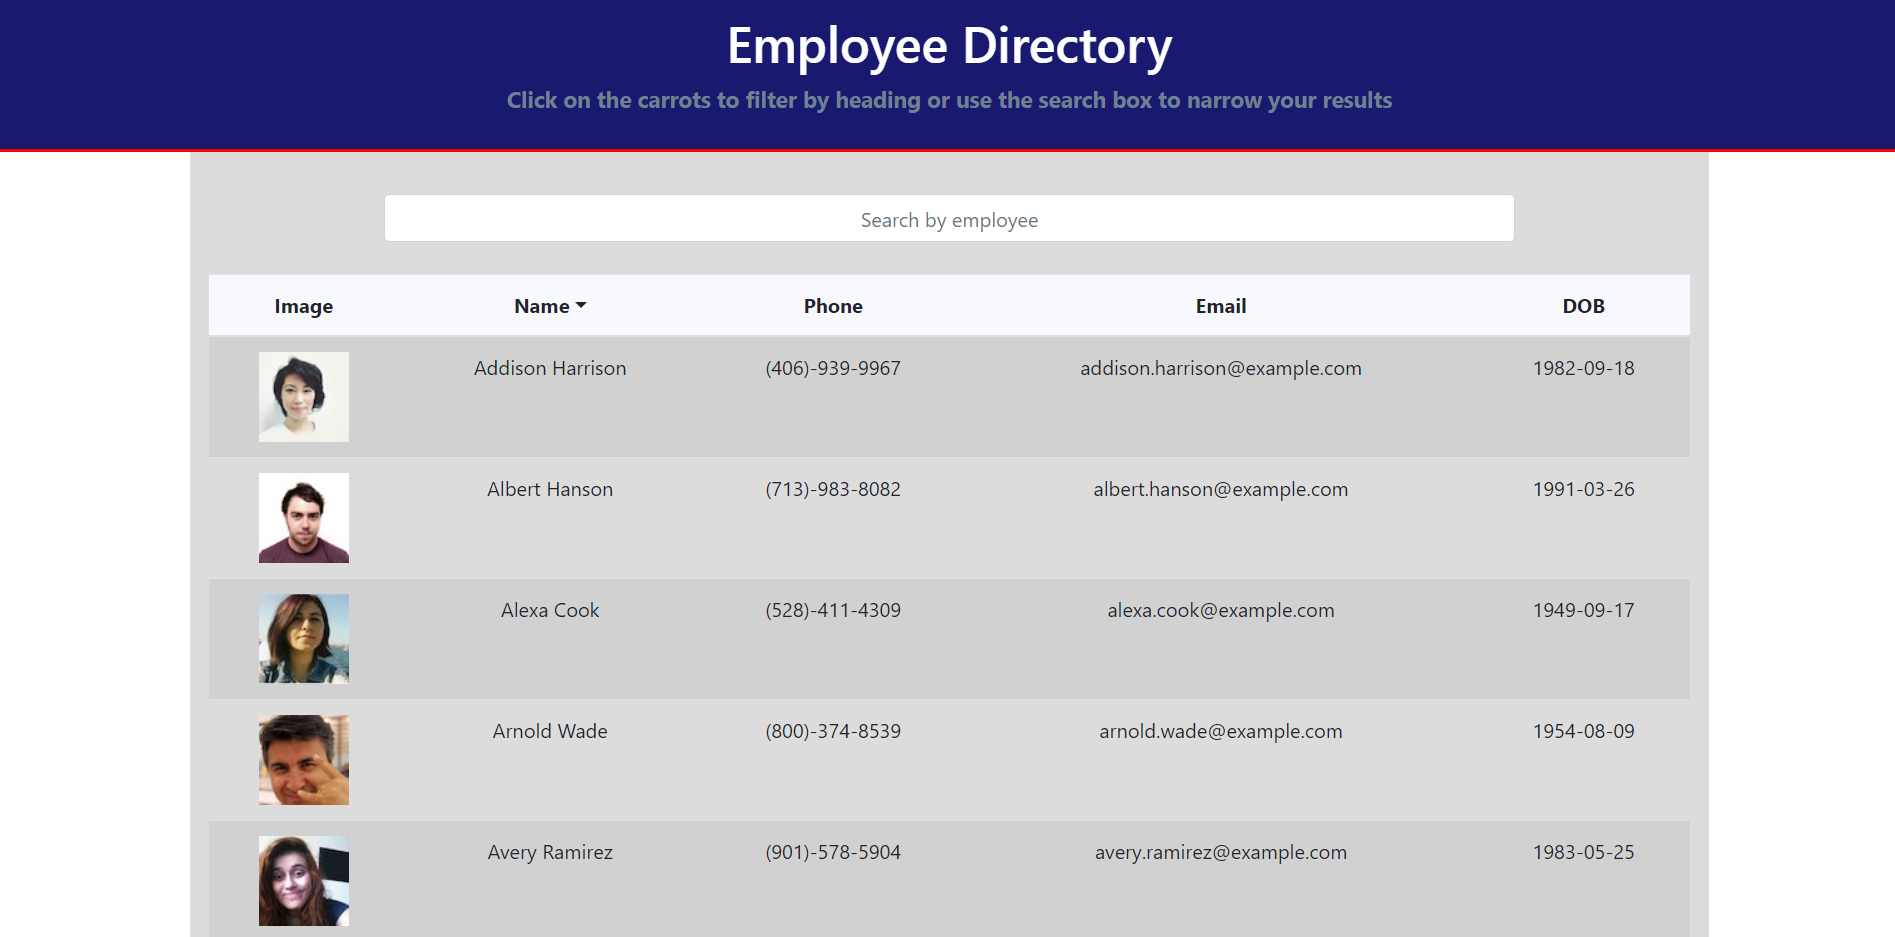 Employee Directory
Click on the carrots to filter by heading or use the search box to narrow your results
Search by employee
Image Name Phone Email DOB
Addison Harrison (406)-939-9967 addison.harrison@example.com 1982-09-18
Albert Hanson (713)-983-8082 albert.hanson@example.com 1991-03-26
Alexa Cook (528)-411-4309 alexa.cook@example.com 1949-09-17
Arnold Wade (800)-374-8539 arnold.wade@example.com 1954-08-09
Avery Ramirez (901)-578-5904 avery.ramirez@example.com 1983-05-25